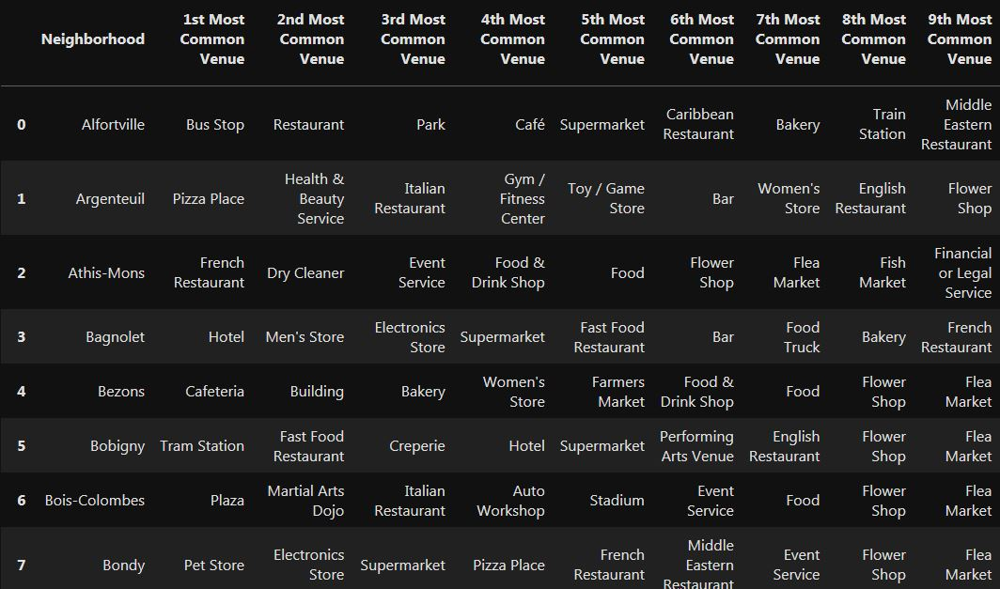 Neighborhood 1st Most Common Venue 2nd Most Common Venue 3rd Most Common Venue 4th Most Common Venue 5th Most Common Venue 6th Most Common Venue 7th Most Common Venue 8th Most Common Venue 9th Most Common Venue
0 Alfortville Bus Stop Restaurant Park Café Supermarket Caribbean Restaurant Bakery Train Station Middle Eastern Restaurant
1 Argenteuil Pizza Place Health & Beauty Service Italian Restaurant Gym / Fitness Center Toy / Game Store Bar Women's Store English Restaurant Flower Shop
2 Athis-Mons French Restaurant Dry Cleaner Event Service Food & Drink Shop Food Flower Shop Flea Market Fish Market Financial or Legal Service
3 Bagnolet Hotel Men's Store Electronics Store Supermarket Fast Food Restaurant Bar Food Truck Bakery French Restaurant
4 Bezons Cafeteria Building Bakery Women's Store Farmers Market Food & Drink Shop Food Flower Shop Flea Market
5 Bobigny Tram Station Fast Food Restaurant Creperie Hotel Supermarket Performing Arts Venue English Restaurant Flower Shop Flea Market
6 Bois-Colombes Plaza Martial Arts Dojo Italian Restaurant Auto Workshop Stadium Event Service Food Flower Shop Flea Market
7 Bondy Pet Store Electronics Store Supermarket Pizza Place French Restaurant Middle Eastern Restaurant Event Service Flower Shop Flea Market